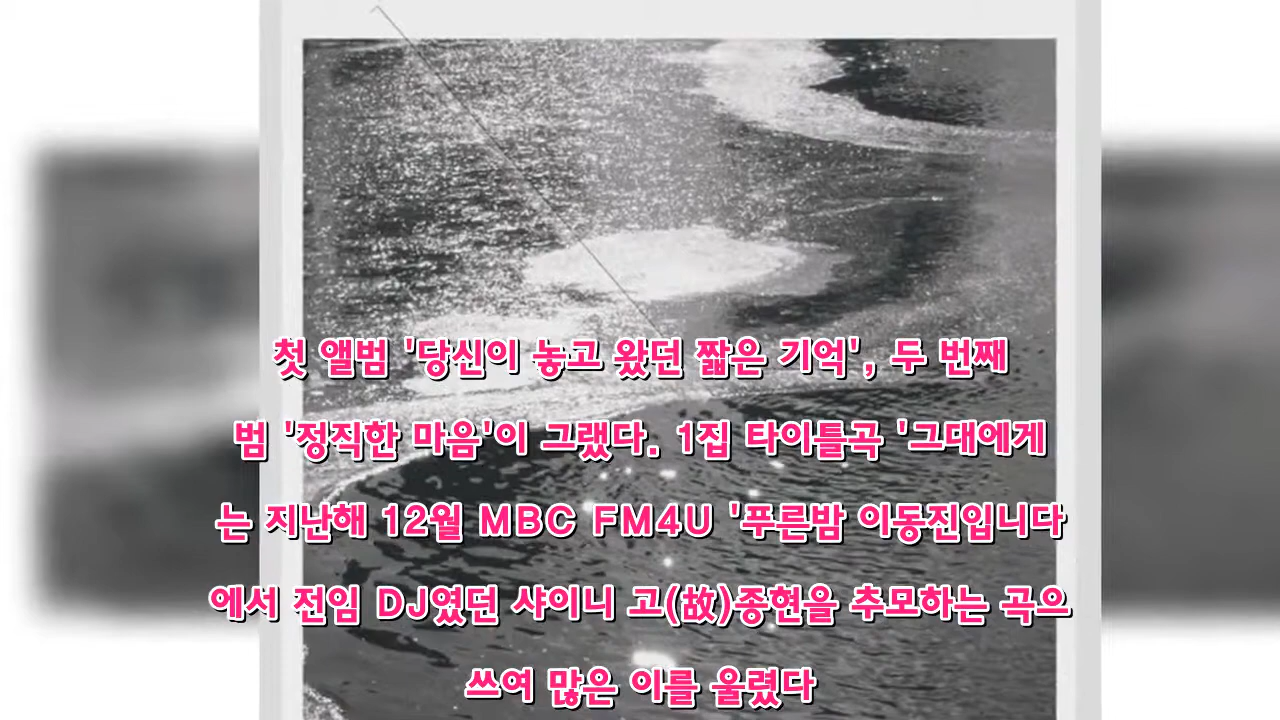 첫 앨범 '당신이 놓고 왔던 짧은 기억', 두 번째
범 '정직한 마음'이 그랬다. 1집 타이틀곡 '그대에게
는 지난해 12월 MBC FM4U '푸른밤 이동진입니다
에서 전임 DJ였던 샤이니 고(故)종현을 추모하는 곡으
쓰여 많은 이를 울렸다